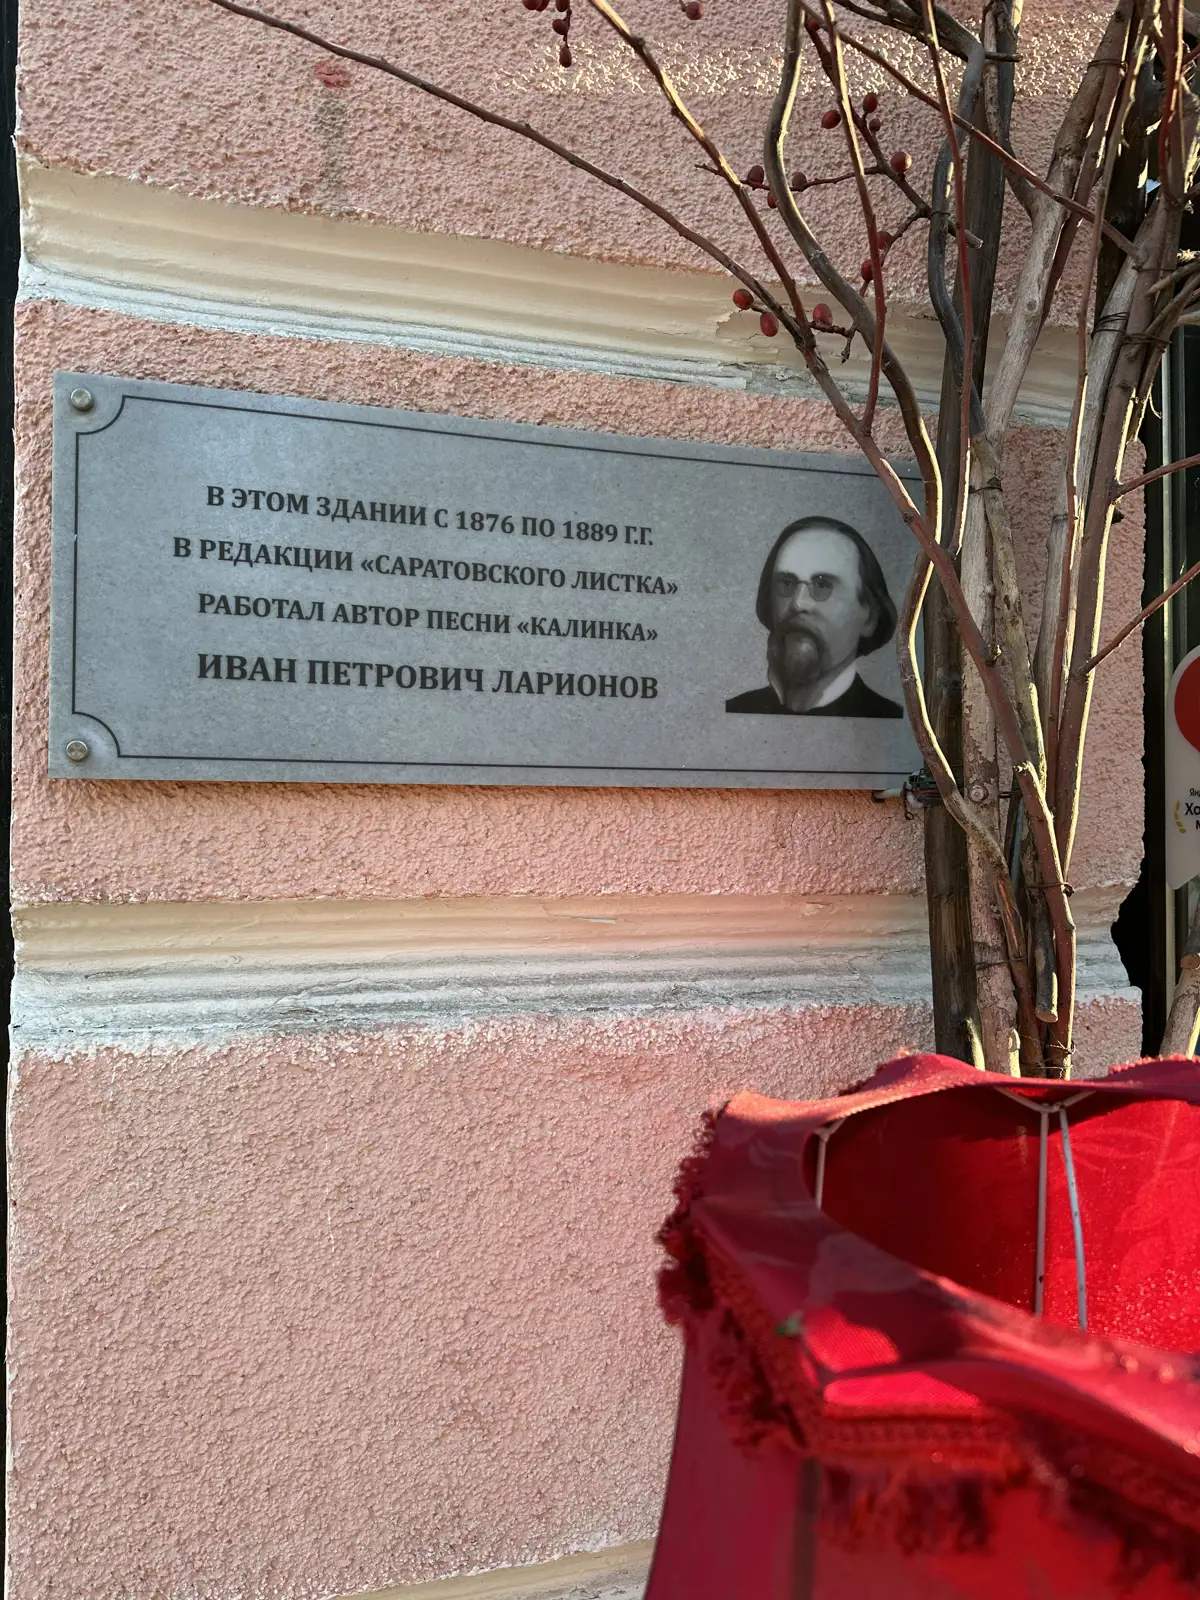 В ЭТОМ ЗДАНИИ С 1876 ПО 1889 Г.Г.
В РЕДАКЦИИ «САРАТОВСКОГО ЛИСТКА»
РАБОТАЛ АВТОР ПЕСНИ «КАЛИНКА»
ИВАН ПЕТРОВИЧ ЛАРИОНОВ